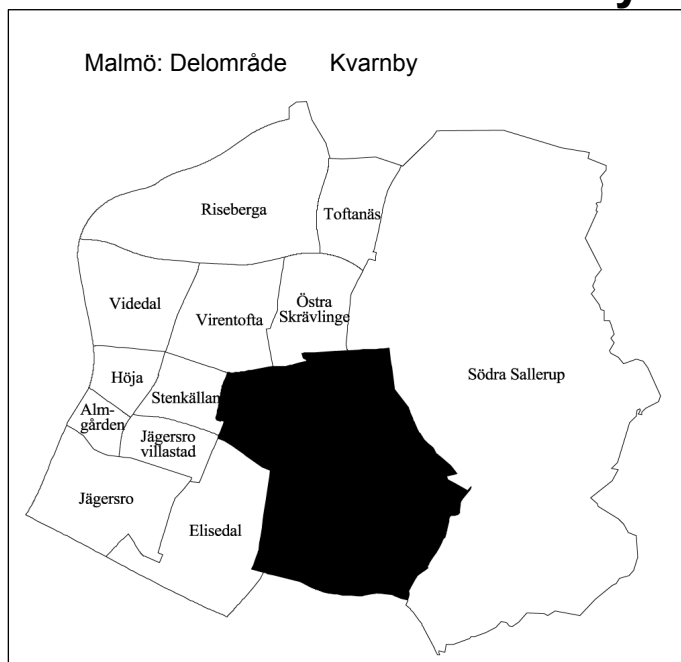 Malmö: Delområde Kvarnby
Riseberga
Toftanäs
Videdal
Virentofta
Östra
Skrävlinge
Södra Sallerup
Höja
Stenkällan
Alm-
gården
Jägersro
villastad
Jägersro
Elisedal